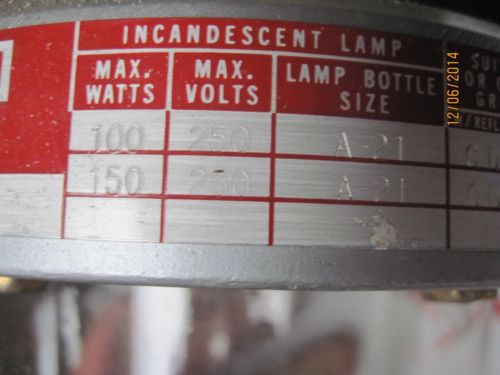 INCANDESCENT LAMP
MAX. WATTS MAX. VOLTS LAMP BOTTLE SIZE
100 250 A-21
150 250 A-21
12/06/2014